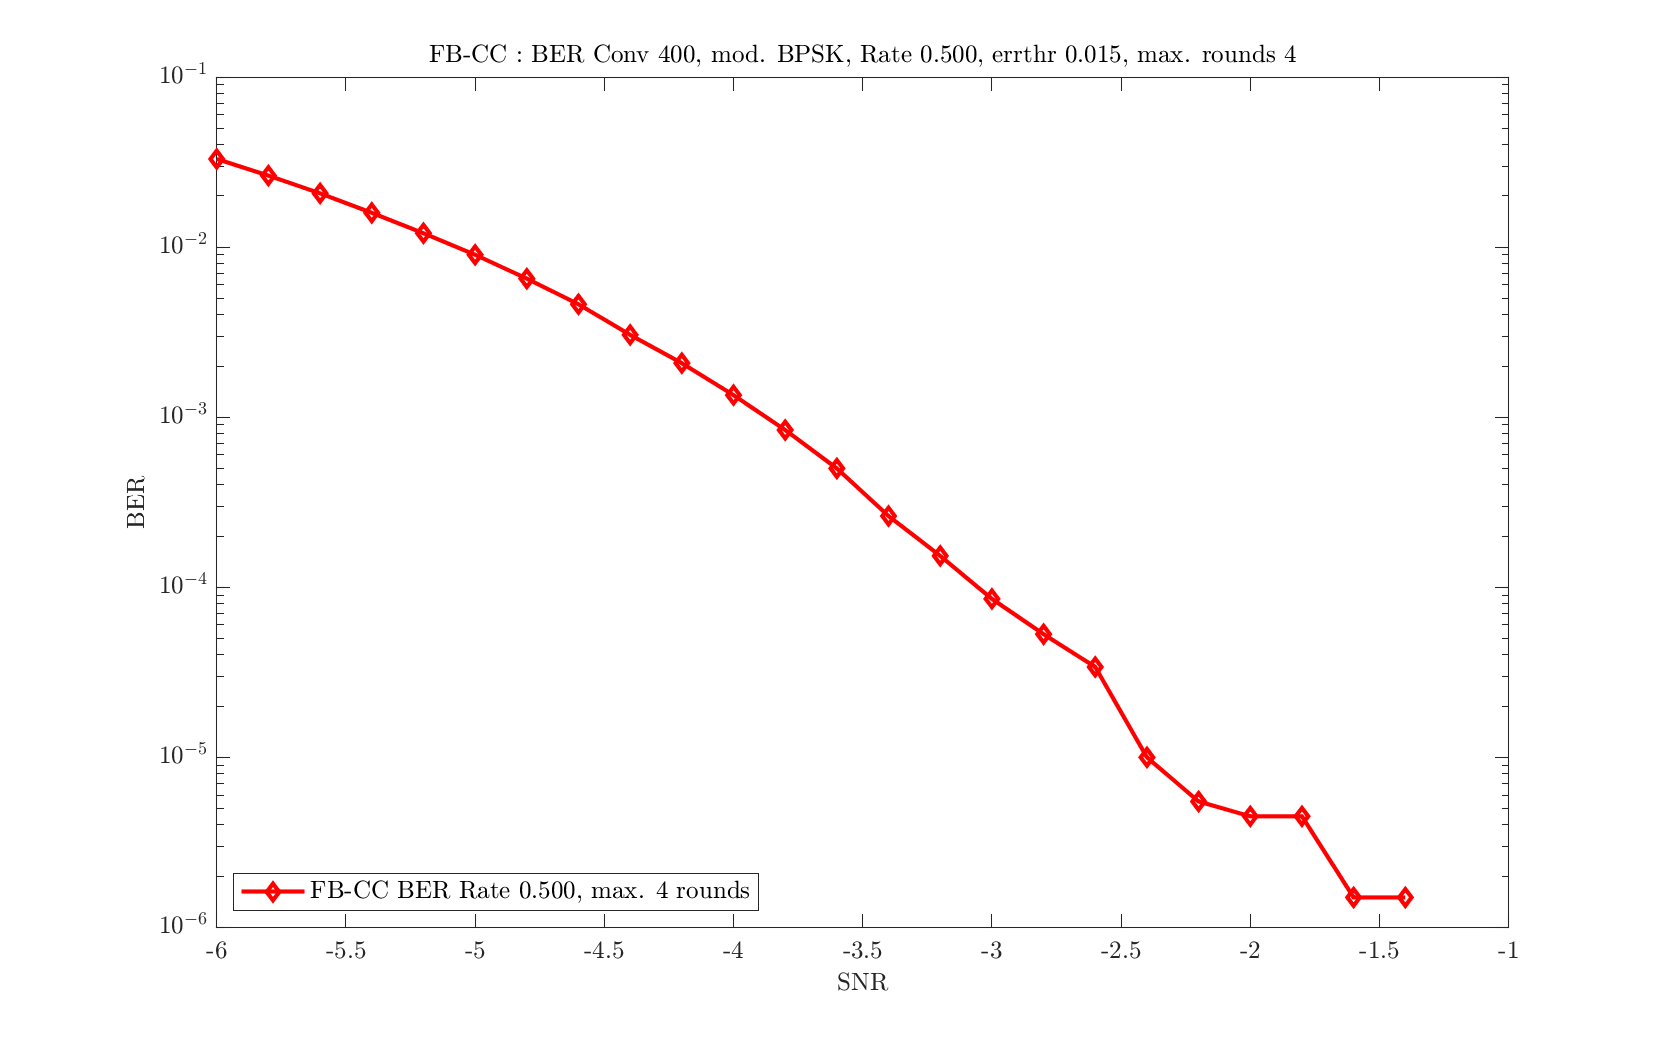 FB-CC : BER Conv 400, mod. BPSK, Rate 0.500, errthr 0.015, max. rounds 4
10^{-1}
10^{-2}
10^{-3}
10^{-4}
10^{-5}
10^{-6}
BER
FB-CC BER Rate 0.500, max. 4 rounds
-6 -5.5 -5 -4.5 -4 -3.5 -3 -2.5 -2 -1.5 -1
SNR